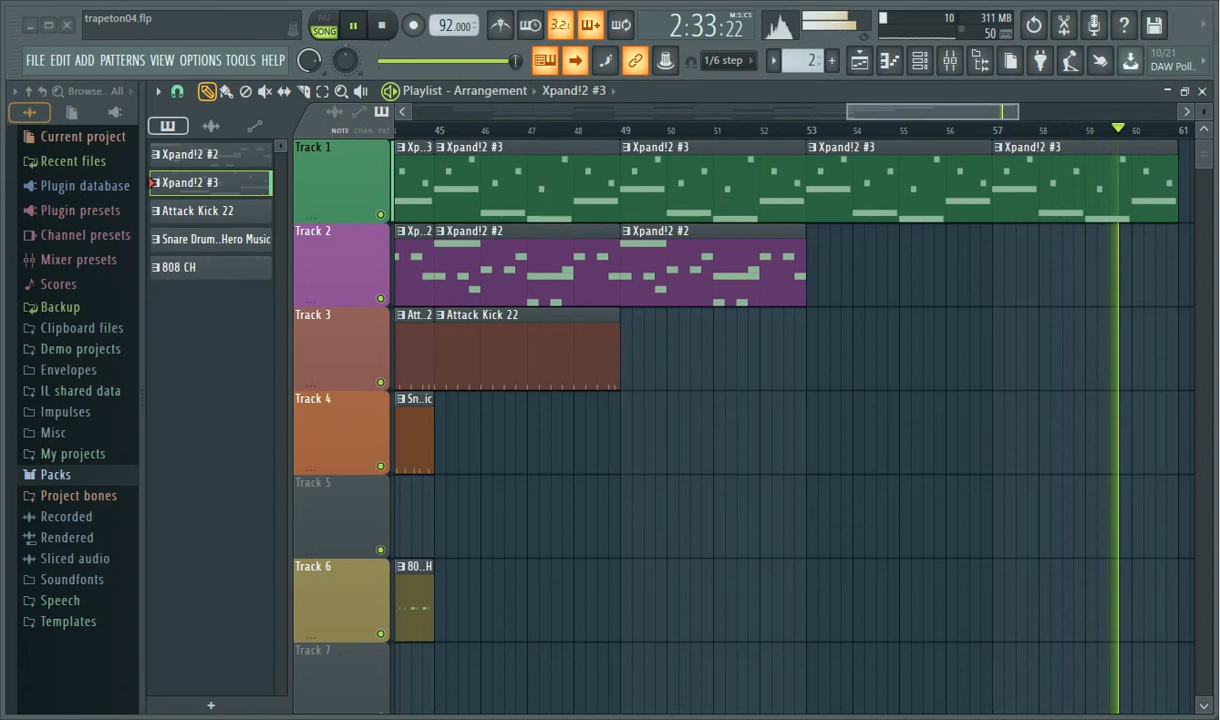 trapeton04.flp
PAT
SONG
92.000
3.2.
2:33:22
M:S:CS
10
311 MB
50
FILE EDIT ADD PATTERNS VIEW OPTIONS TOOLS HELP
1/6 step
2
+
10/21
DAW Poll..
Browse.. All
Playlist - Arrangement
Xpand!2 #3
NOTE CHAN PAT
45 46 47 48 49 50 51 52 53 54 55 56 57 58 59 60 61
Current project
Recent files
Plugin database
Plugin presets
Channel presets
Mixer presets
Scores
Backup
Clipboard files
Demo projects
Envelopes
IL shared data
Impulses
Misc
My projects
Packs
Project bones
Recorded
Rendered
Sliced audio
Soundfonts
Speech
Templates
Xpand!2 #2
Xpand!2 #3
Attack Kick 22
Snare Drum..Hero Music
808 CH
+
Track 1
Xp..3 Xpand!2 #3 Xpand!2 #3 Xpand!2 #3 Xpand!2 #3
Track 2
Xp..2 Xpand!2 #2 Xpand!2 #2
Track 3
Att..2 Attack Kick 22
Track 4
Sn..ic
Track 5
Track 6
80..H
Track 7